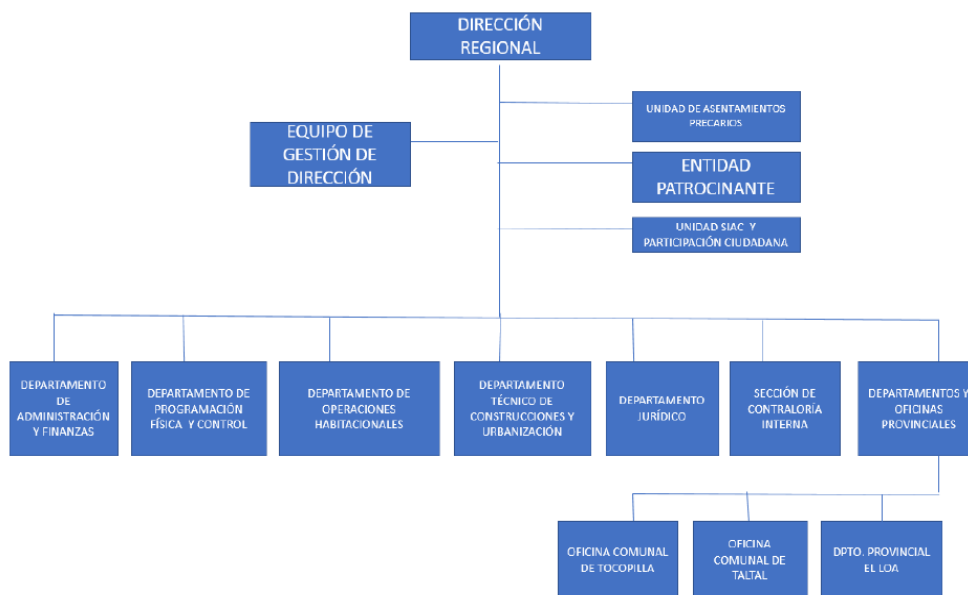 DIRECCIÓN
REGIONAL
UNIDAD DE ASENTAMIENTOS
PRECARIOS
EQUIPO DE
GESTIÓN DE
DIRECCIÓN
ENTIDAD
PATROCINANTE
UNIDAD SIAC Y
PARTICIPACIÓN CIUDADANA
DEPARTAMENTO
DE
ADMINISTRACIÓN
Y FINANZAS
DEPARTAMENTO DE
PROGRAMACIÓN
FÍSICA Y CONTROL
DEPARTAMENTO DE
OPERACIONES
HABITACIONALES
DEPARTAMENTO
TÉCNICO DE
CONSTRUCCIONES Y
URBANIZACIÓN
DEPARTAMENTO
JURÍDICO
SECCIÓN DE
CONTRALORÍA
INTERNA
DEPARTAMENTOS Y
OFICINAS
PROVINCIALES
OFICINA COMUNAL
DE TOCOPILLA
OFICINA
COMUNAL DE
TALTAL
DPTO. PROVINCIAL
EL LOA